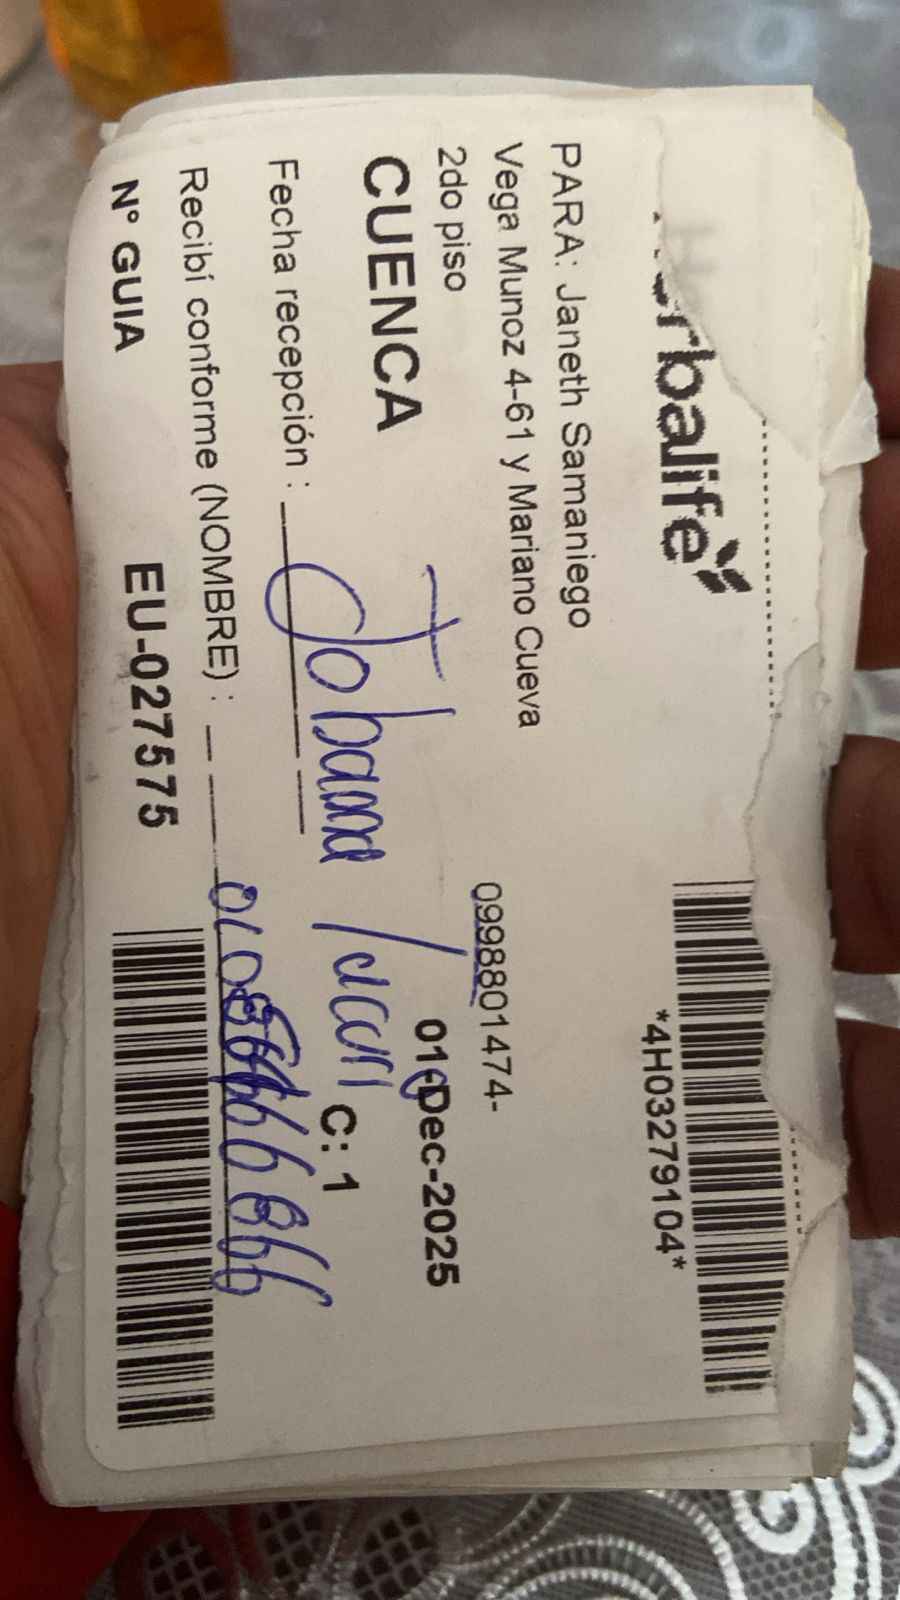 rbalife
*4H03279104*
PARA: Janeth Samaniego
Vega Munoz 4-61 y Mariano Cueva
2do piso
0998801474-
CUENCA
01-Dec-2025
C: 1
Fecha recepción :
Recibí conforme (NOMBRE) :
N° GUIA
EU-027575